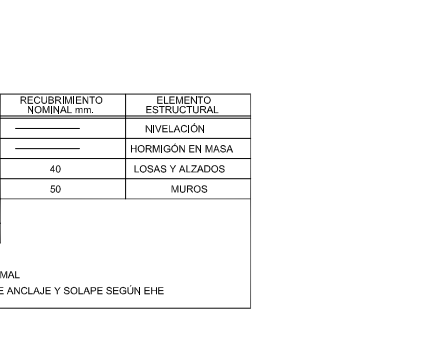 RECUBRIMIENTO ELEMENTO
NOMINAL mm. ESTRUCTURAL
NIVELACIÓN
HORMIGÓN EN MASA
40 LOSAS Y ALZADOS
50 MUROS
MAL
E ANCLAJE Y SOLAPE SEGÚN EHE